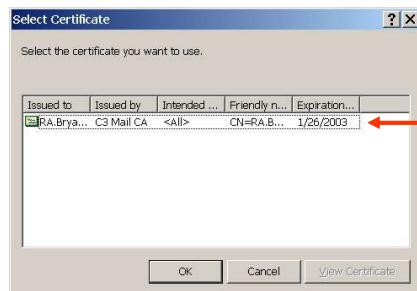 Select Certificate
Select the certificate you want to use.
Issued to Issued by Intended ... Friendly n... Expiration...
RA.Brya... C3 Mail CA <All> CN=RA.B... 1/26/2003
OK Cancel View Certificate